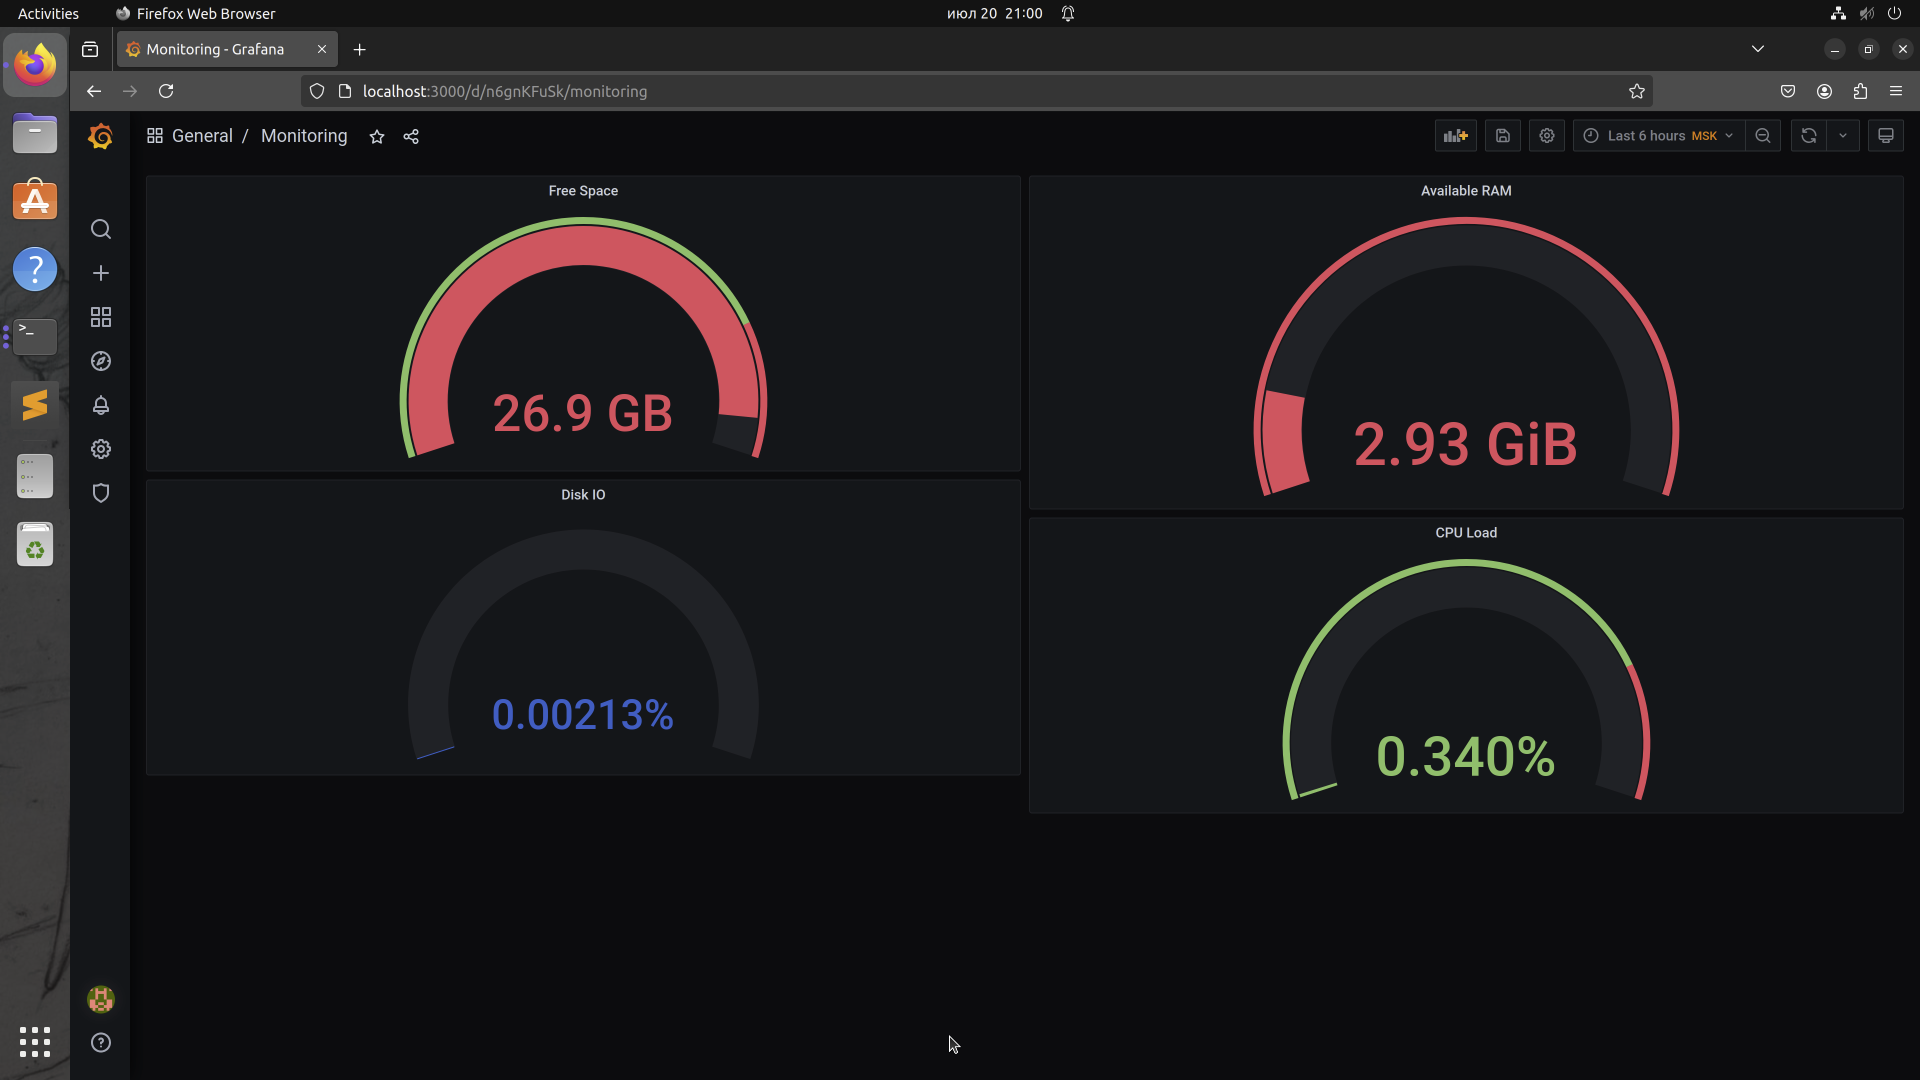 Activities
Firefox Web Browser
июл 20 21:00
Monitoring - Grafana
localhost:3000/d/n6gnKFuSk/monitoring
General / Monitoring
Last 6 hours MSK
Free Space
26.9 GB
Available RAM
2.93 GiB
Disk IO
0.00213%
CPU Load
0.340%